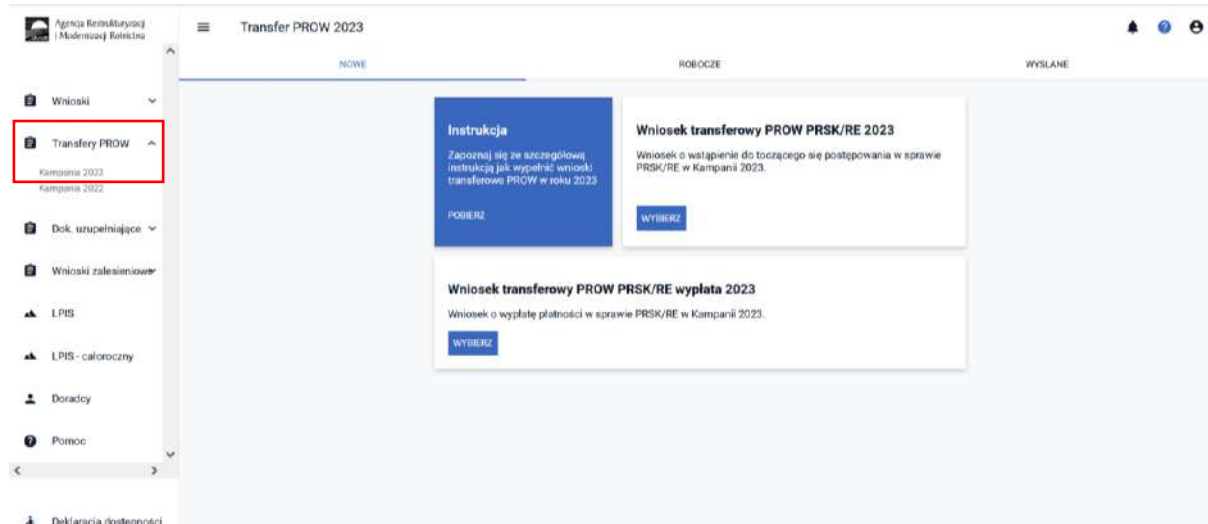 Agencja Restrukturyzacji
i Modernizacji Rolnictwa
Transfer PROW 2023
NOWE
ROBOCZE
WYSŁANE
Wnioski
Transfery PROW
Kampania 2023
Kampania 2022
Dok. uzupełniające
Wnioski zalesieniowe
LPIS
LPIS - całoroczny
Doradcy
Pomoc
Deklaracja dostępności
Instrukcja
Zapoznaj się ze szczegółową
instrukcją jak wypełnić wnioski
transferowe PROW w roku 2023
POBIERZ
Wniosek transferowy PROW PRSK/RE 2023
Wniosek o wstąpienie do toczącego się postępowania w sprawie
PRSK/RE w Kampanii 2023.
WYBIERZ
Wniosek transferowy PROW PRSK/RE wypłata 2023
Wniosek o wypłatę płatności w sprawie PRSK/RE w Kampanii 2023.
WYBIERZ